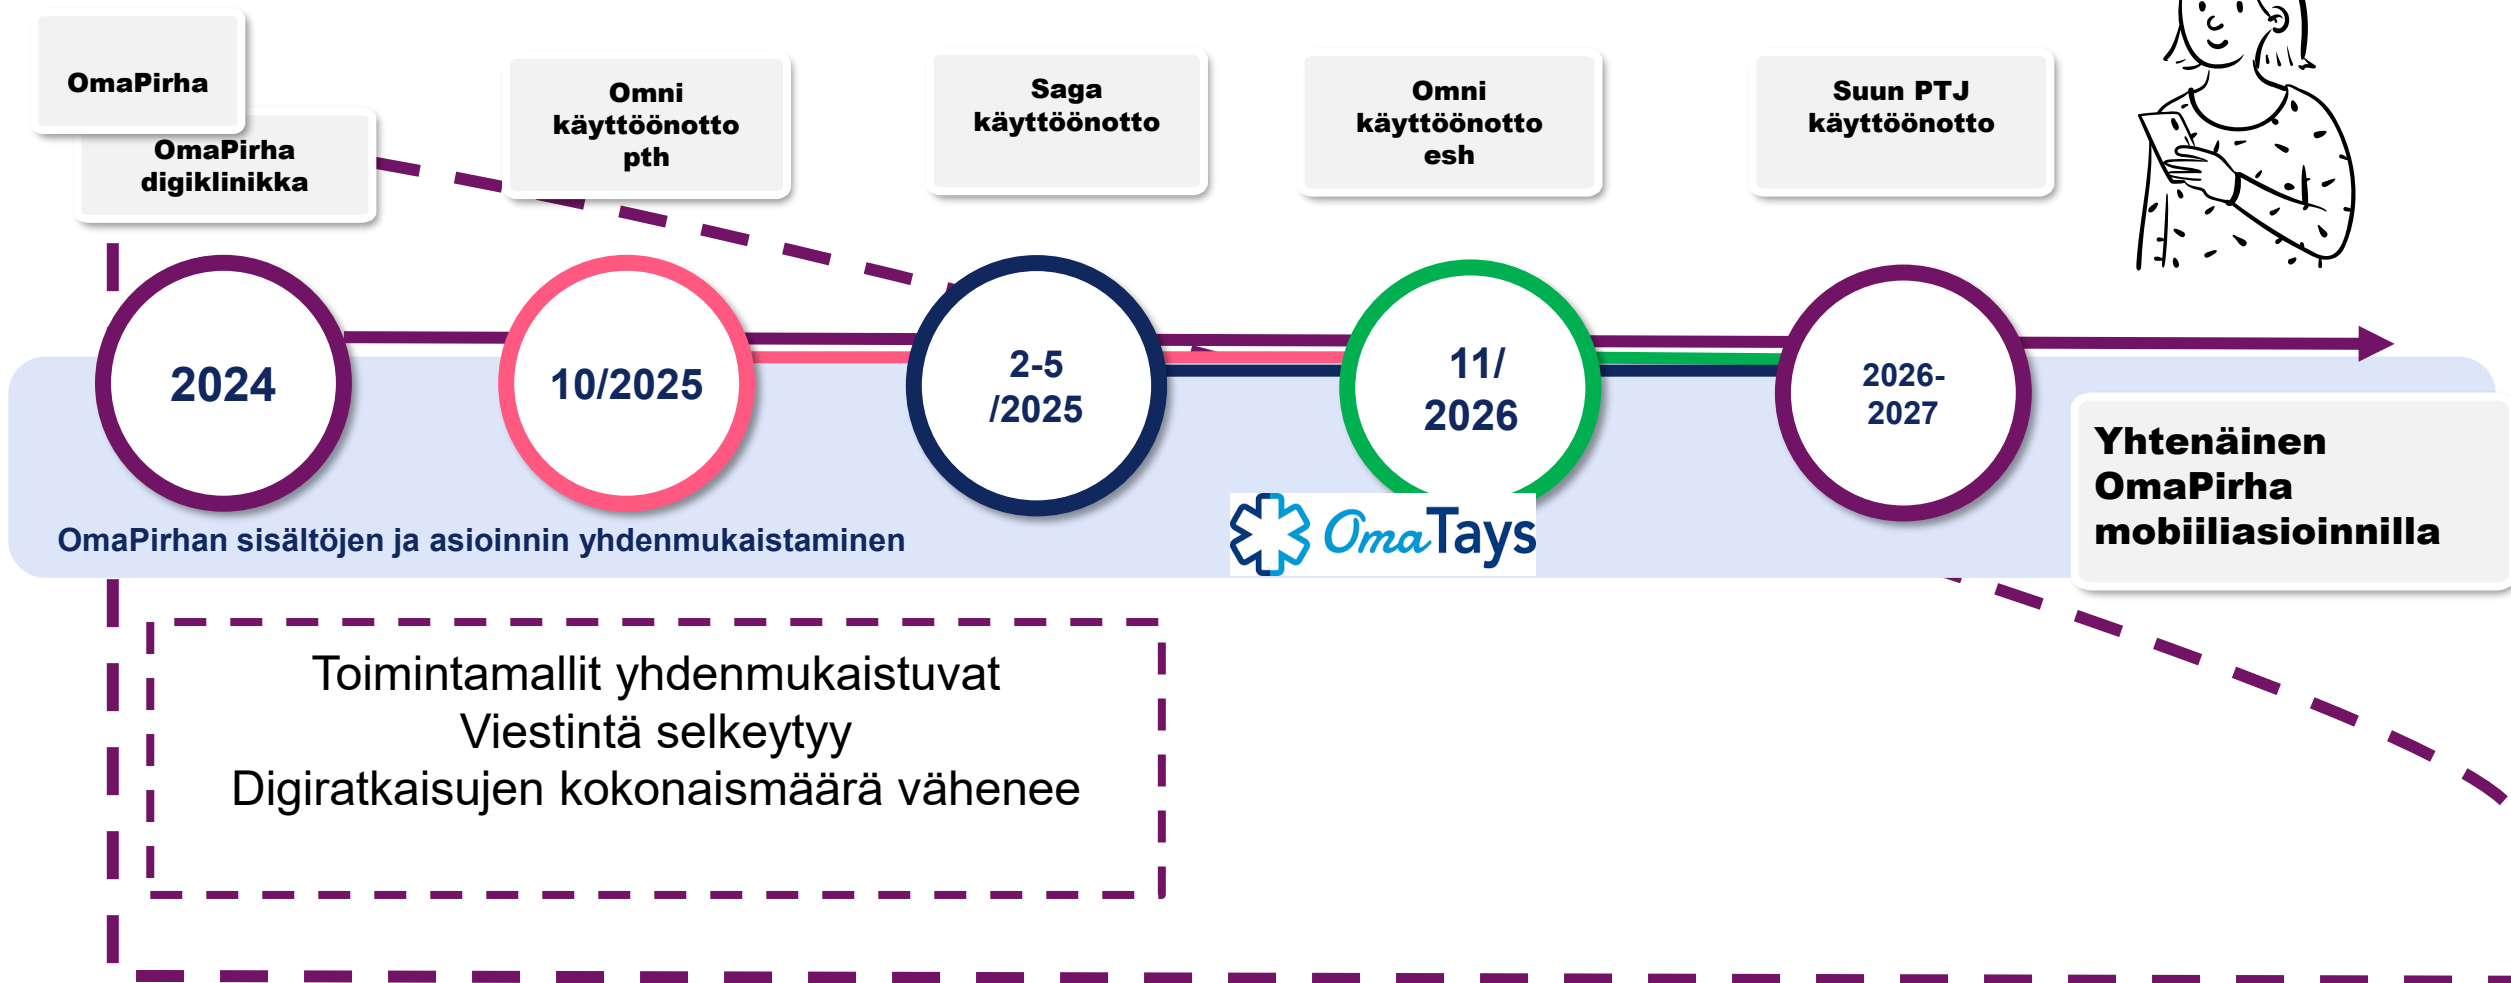 OmaPirha
OmaPirha
digiklinikka
Omni
käyttöönotto
pth
Saga
käyttöönotto
Omni
käyttöönotto
esh
Suun PTJ
käyttöönotto
2024
10/2025
2-5
/2025
11/
2026
2026-
2027
Yhtenäinen
OmaPirha
mobiiliasioinnilla
OmaPirhan sisältöjen ja asioinnin yhdenmukaistaminen
OmaTays
Toimintamallit yhdenmukaistuvat
Viestintä selkeytyy
Digiratkaisujen kokonaismäärä vähenee